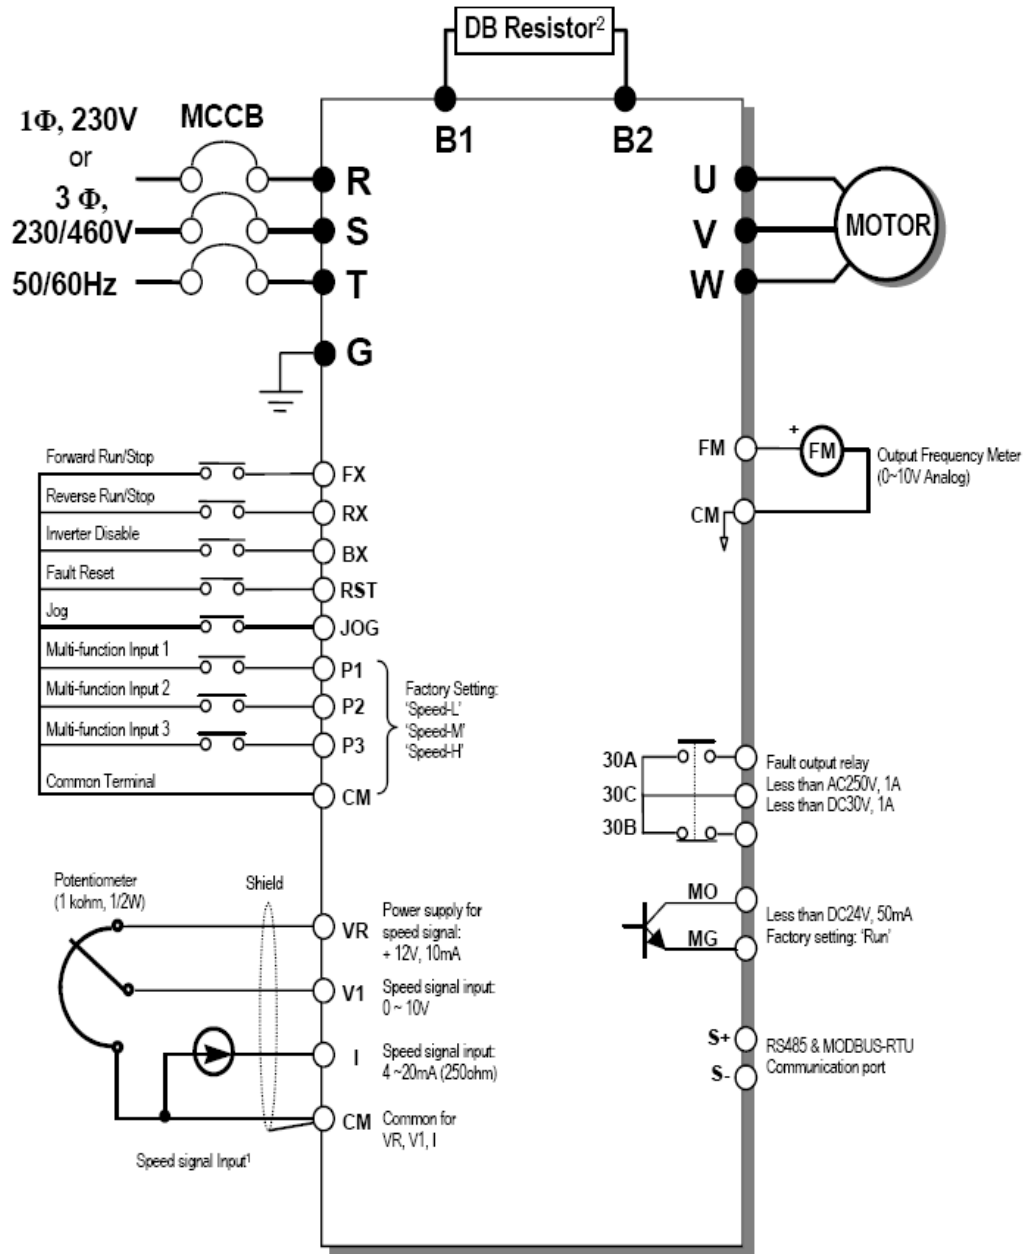 DB Resistor²
B1
B2
1Φ, 230V
or
3 Φ,
230/460V
50/60Hz
MCCB
R
S
T
G
U
V
W
MOTOR
Forward Run/Stop
FX
Reverse Run/Stop
RX
Inverter Disable
BX
Fault Reset
RST
Jog
JOG
Multi-function Input 1
P1
Multi-function Input 2
P2
Multi-function Input 3
P3
Common Terminal
CM
Factory Setting:
'Speed-L'
'Speed-M'
'Speed-H'
FM
+
FM
Output Frequency Meter
(0~10V Analog)
CM
30A
30C
30B
Fault output relay
Less than AC250V, 1A
Less than DC30V, 1A
MO
MG
Less than DC24V, 50mA
Factory setting: 'Run'
S+
S-
RS485 & MODBUS-RTU
Communication port
Potentiometer
(1 kohm, 1/2W)
Shield
VR
Power supply for
speed signal:
+ 12V, 10mA
V1
Speed signal input:
0 ~ 10V
I
Speed signal input:
4 ~20mA (250ohm)
CM
Common for
VR, V1, I
Speed signal Input¹